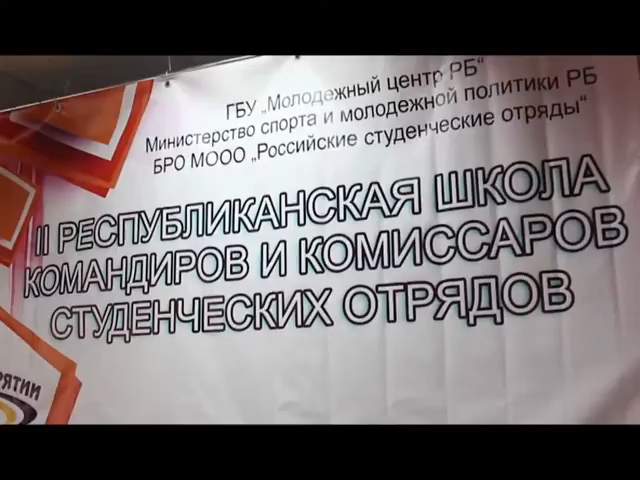 ГБУ „Молодежный центр РБ“
Министерство спорта и молодежной политики РБ
БРО МООО „Российские студенческие отряды“
II РЕСПУБЛИКАНСКАЯ ШКОЛА
КОМАНДИРОВ И КОМИССАРОВ
СТУДЕНЧЕСКИХ ОТРЯДОВ